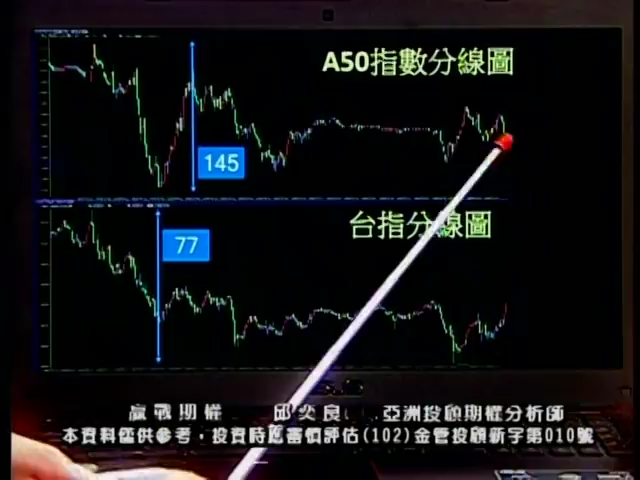 A50指數分線圖
145
台指分線圖
77
贏戰期權 邱奕良 亞洲投顧期權分析師
本資料僅供參考，投資時應審慎評估(102)金管投顧新字第010號